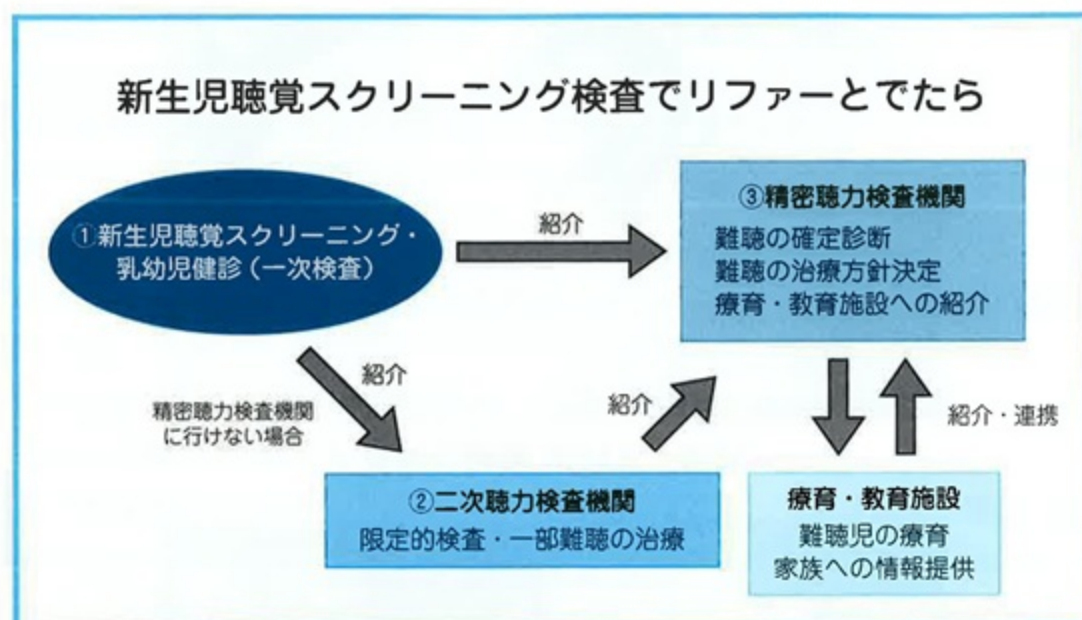 新生児聴覚スクリーニング検査でリファーとでたら
①新生児聴覚スクリーニング・
乳幼児健診(一次検査)
紹介
③精密聴力検査機関
難聴の確定診断
難聴の治療方針決定
療育・教育施設への紹介
紹介
精密聴力検査機関
に行けない場合
紹介
紹介・連携
②二次聴力検査機関
限定的検査・一部難聴の治療
療育・教育施設
難聴児の療育
家族への情報提供